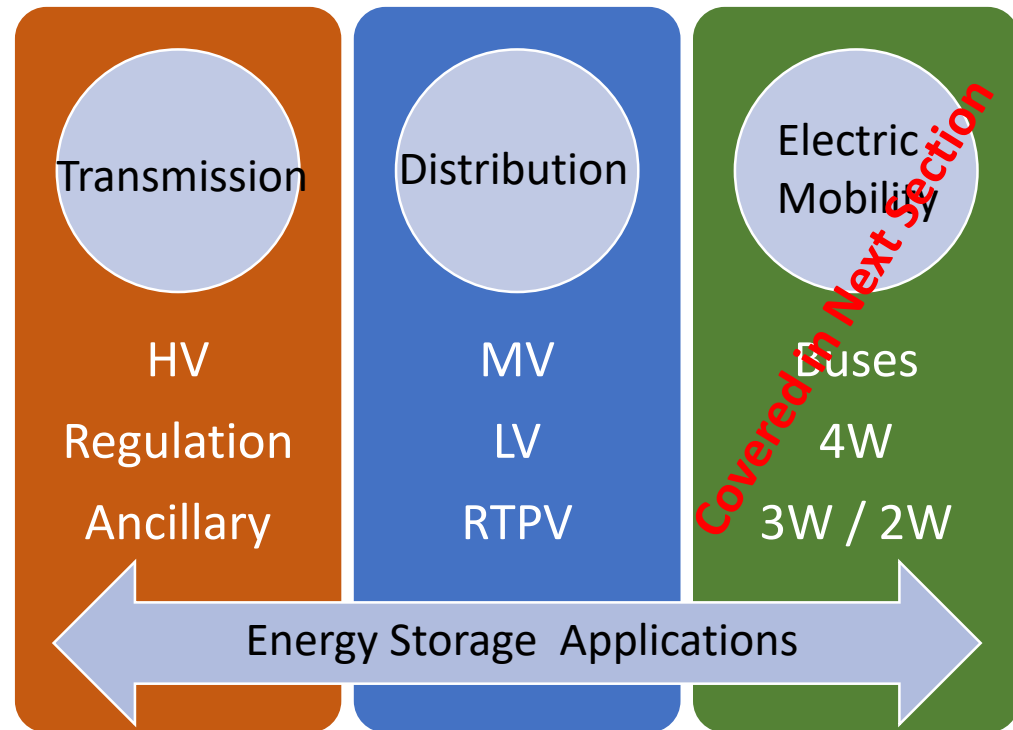 Transmission
HV
Regulation
Ancillary
Distribution
MV
LV
RTPV
Electric
Mobility
Buses
4W
3W / 2W
Covered in Next Section
Energy Storage  Applications